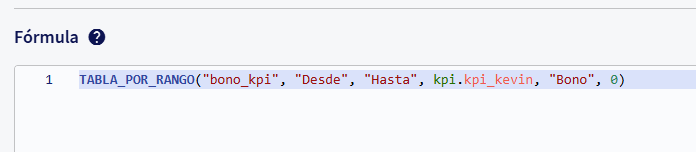 Fórmula ?
1 TABLA_POR_RANGO("bono_kpi", "Desde", "Hasta", kpi.kpi_kevin, "Bono", 0)